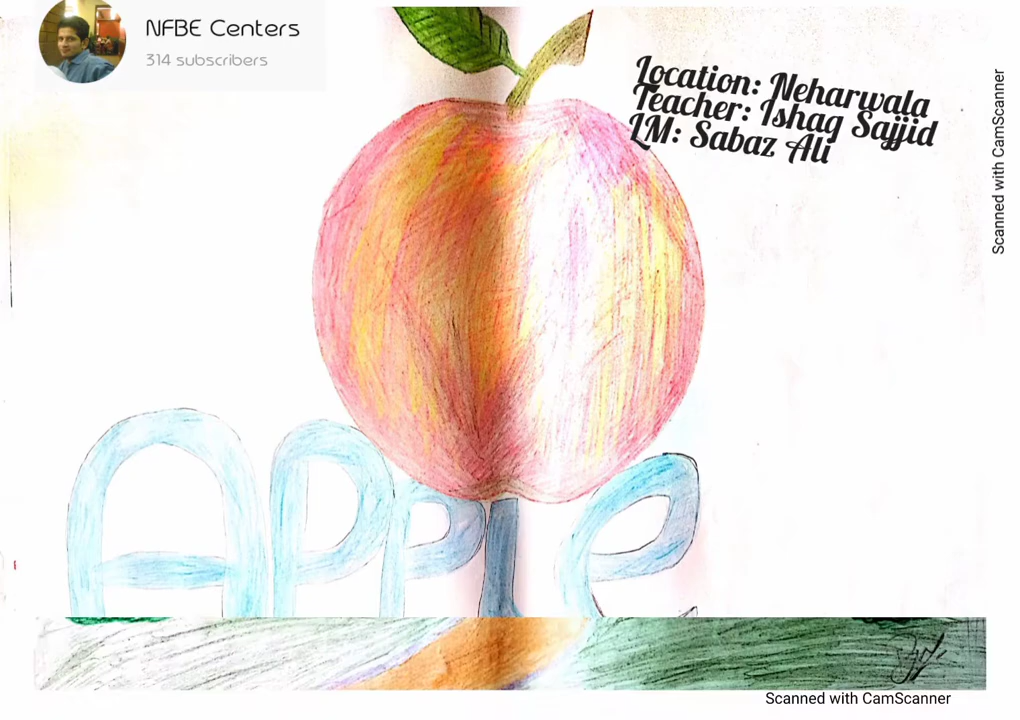 NFBE Centers
314 subscribers
Location: Neharwala
Teacher: Ishaq Sajjid
LM: Sabaz Ali
Scanned with CamScanner
APPLE
Scanned with CamScanner